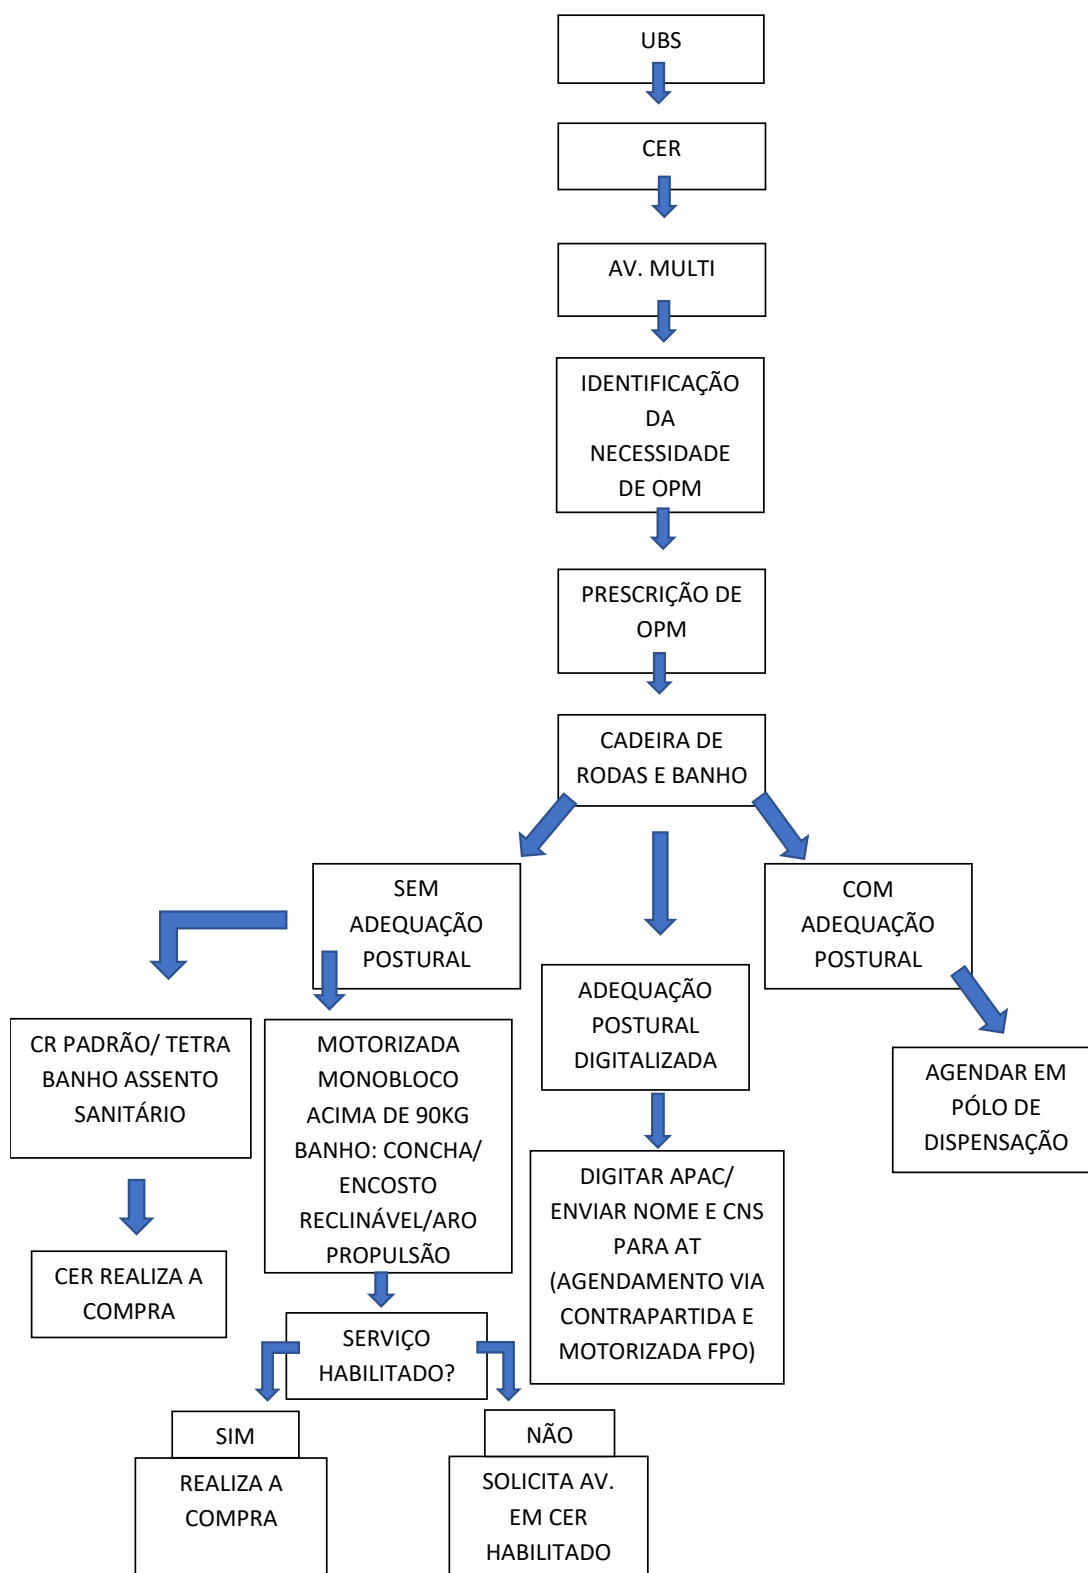 UBS
CER
AV. MULTI
IDENTIFICAÇÃO
DA
NECESSIDADE
DE OPM
PRESCRIÇÃO DE
OPM
CADEIRA DE
RODAS E BANHO
SEM
ADEQUAÇÃO
POSTURAL
COM
ADEQUAÇÃO
POSTURAL
ADEQUAÇÃO
POSTURAL
DIGITALIZADA
CR PADRÃO/ TETRA
BANHO ASSENTO
SANITÁRIO
MOTORIZADA
MONOBLOCO
ACIMA DE 90KG
BANHO: CONCHA/
ENCOSTO
RECLINÁVEL/ARO
PROPULSÃO
AGENDAR EM
PÓLO DE
DISPENSAÇÃO
DIGITAR APAC/
ENVIAR NOME E CNS
PARA AT
(AGENDAMENTO VIA
CONTRAPARTIDA E
MOTORIZADA FPO)
CER REALIZA A
COMPRA
SERVIÇO
HABILITADO?
SIM
REALIZA A
COMPRA
NÃO
SOLICITA AV.
EM CER
HABILITADO